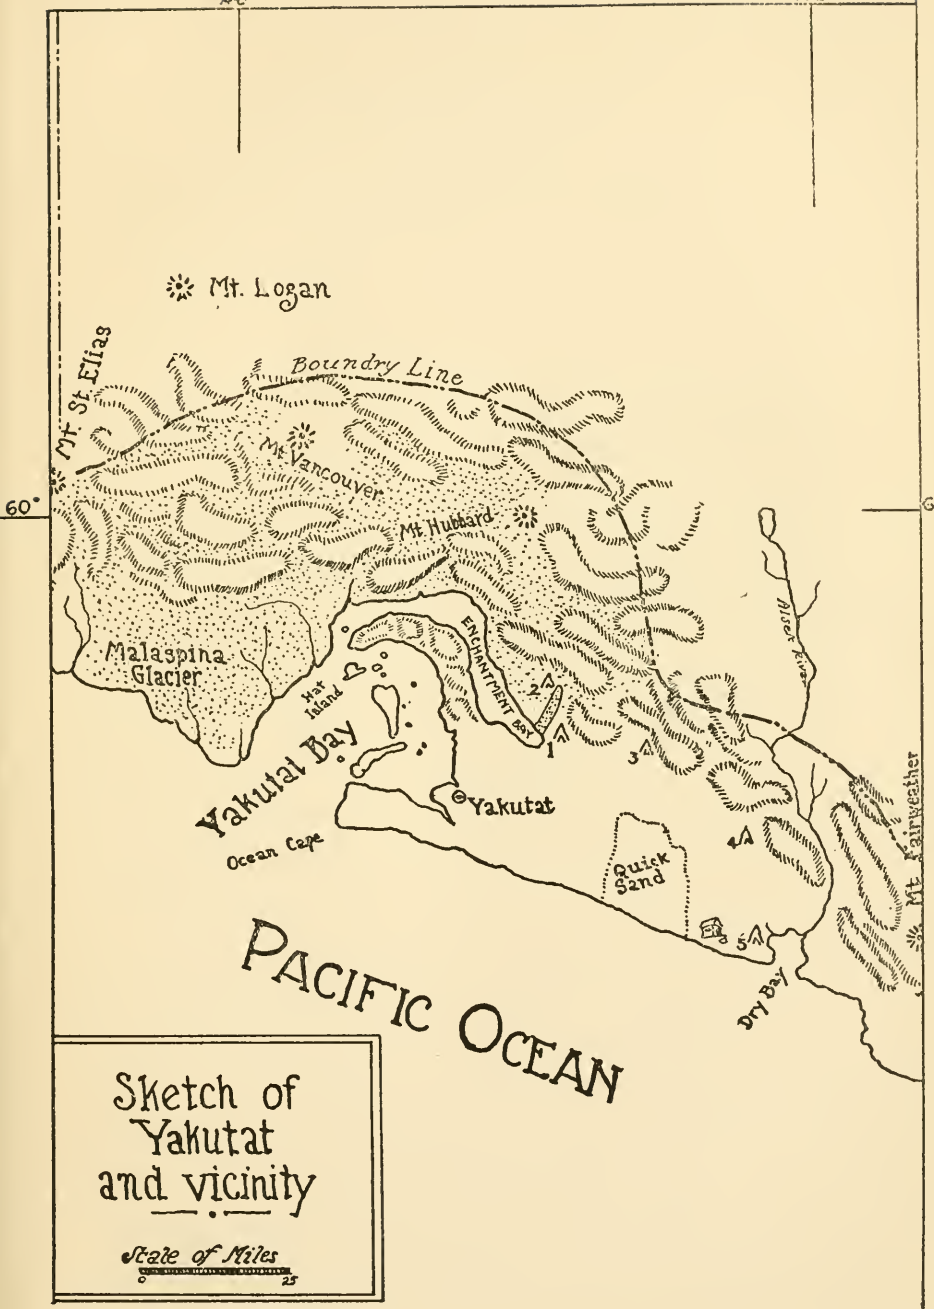 Mt. Logan
Mt. St. Elias
Boundry Line
Mt Vancouver
60°
Mt Hubbard
Alsek River
Malaspina
Glacier
ENCHANTMENT BAY
Hat
Island
2
1
3
Yakutat Bay
Yakutat
Ocean Cape
4
Quick
Sand
5
Mt Fairweather
Dry Bay
PACIFIC OCEAN
Sketch of
Yakutat
and vicinity
Scale of Miles
0 25